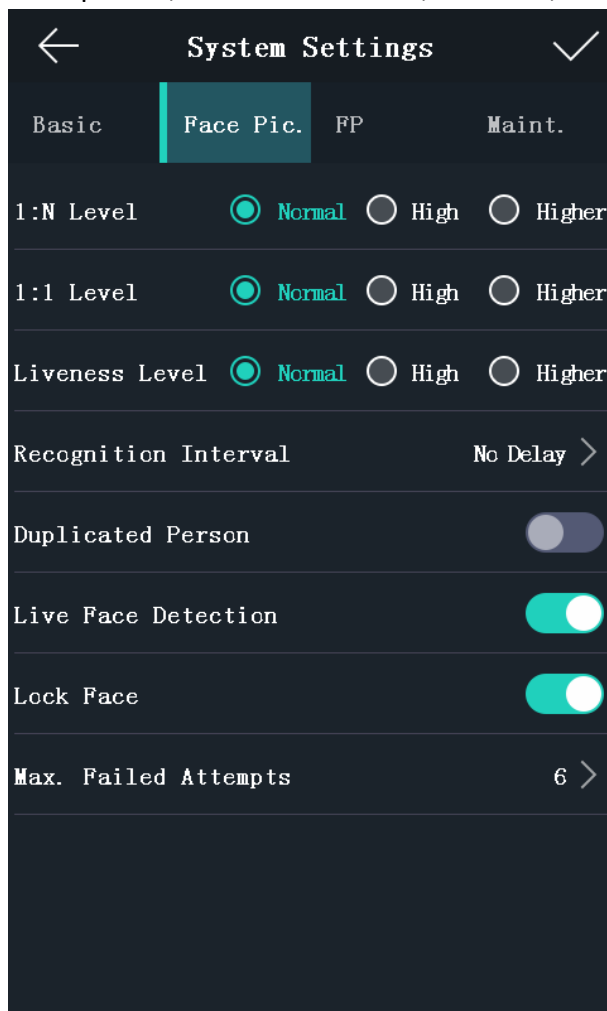 System Settings
Basic Face Pic. FP Maint.
1:N Level Normal High Higher
1:1 Level Normal High Higher
Liveness Level Normal High Higher
Recognition Interval No Delay
Duplicated Person
Live Face Detection
Lock Face
Max. Failed Attempts 6